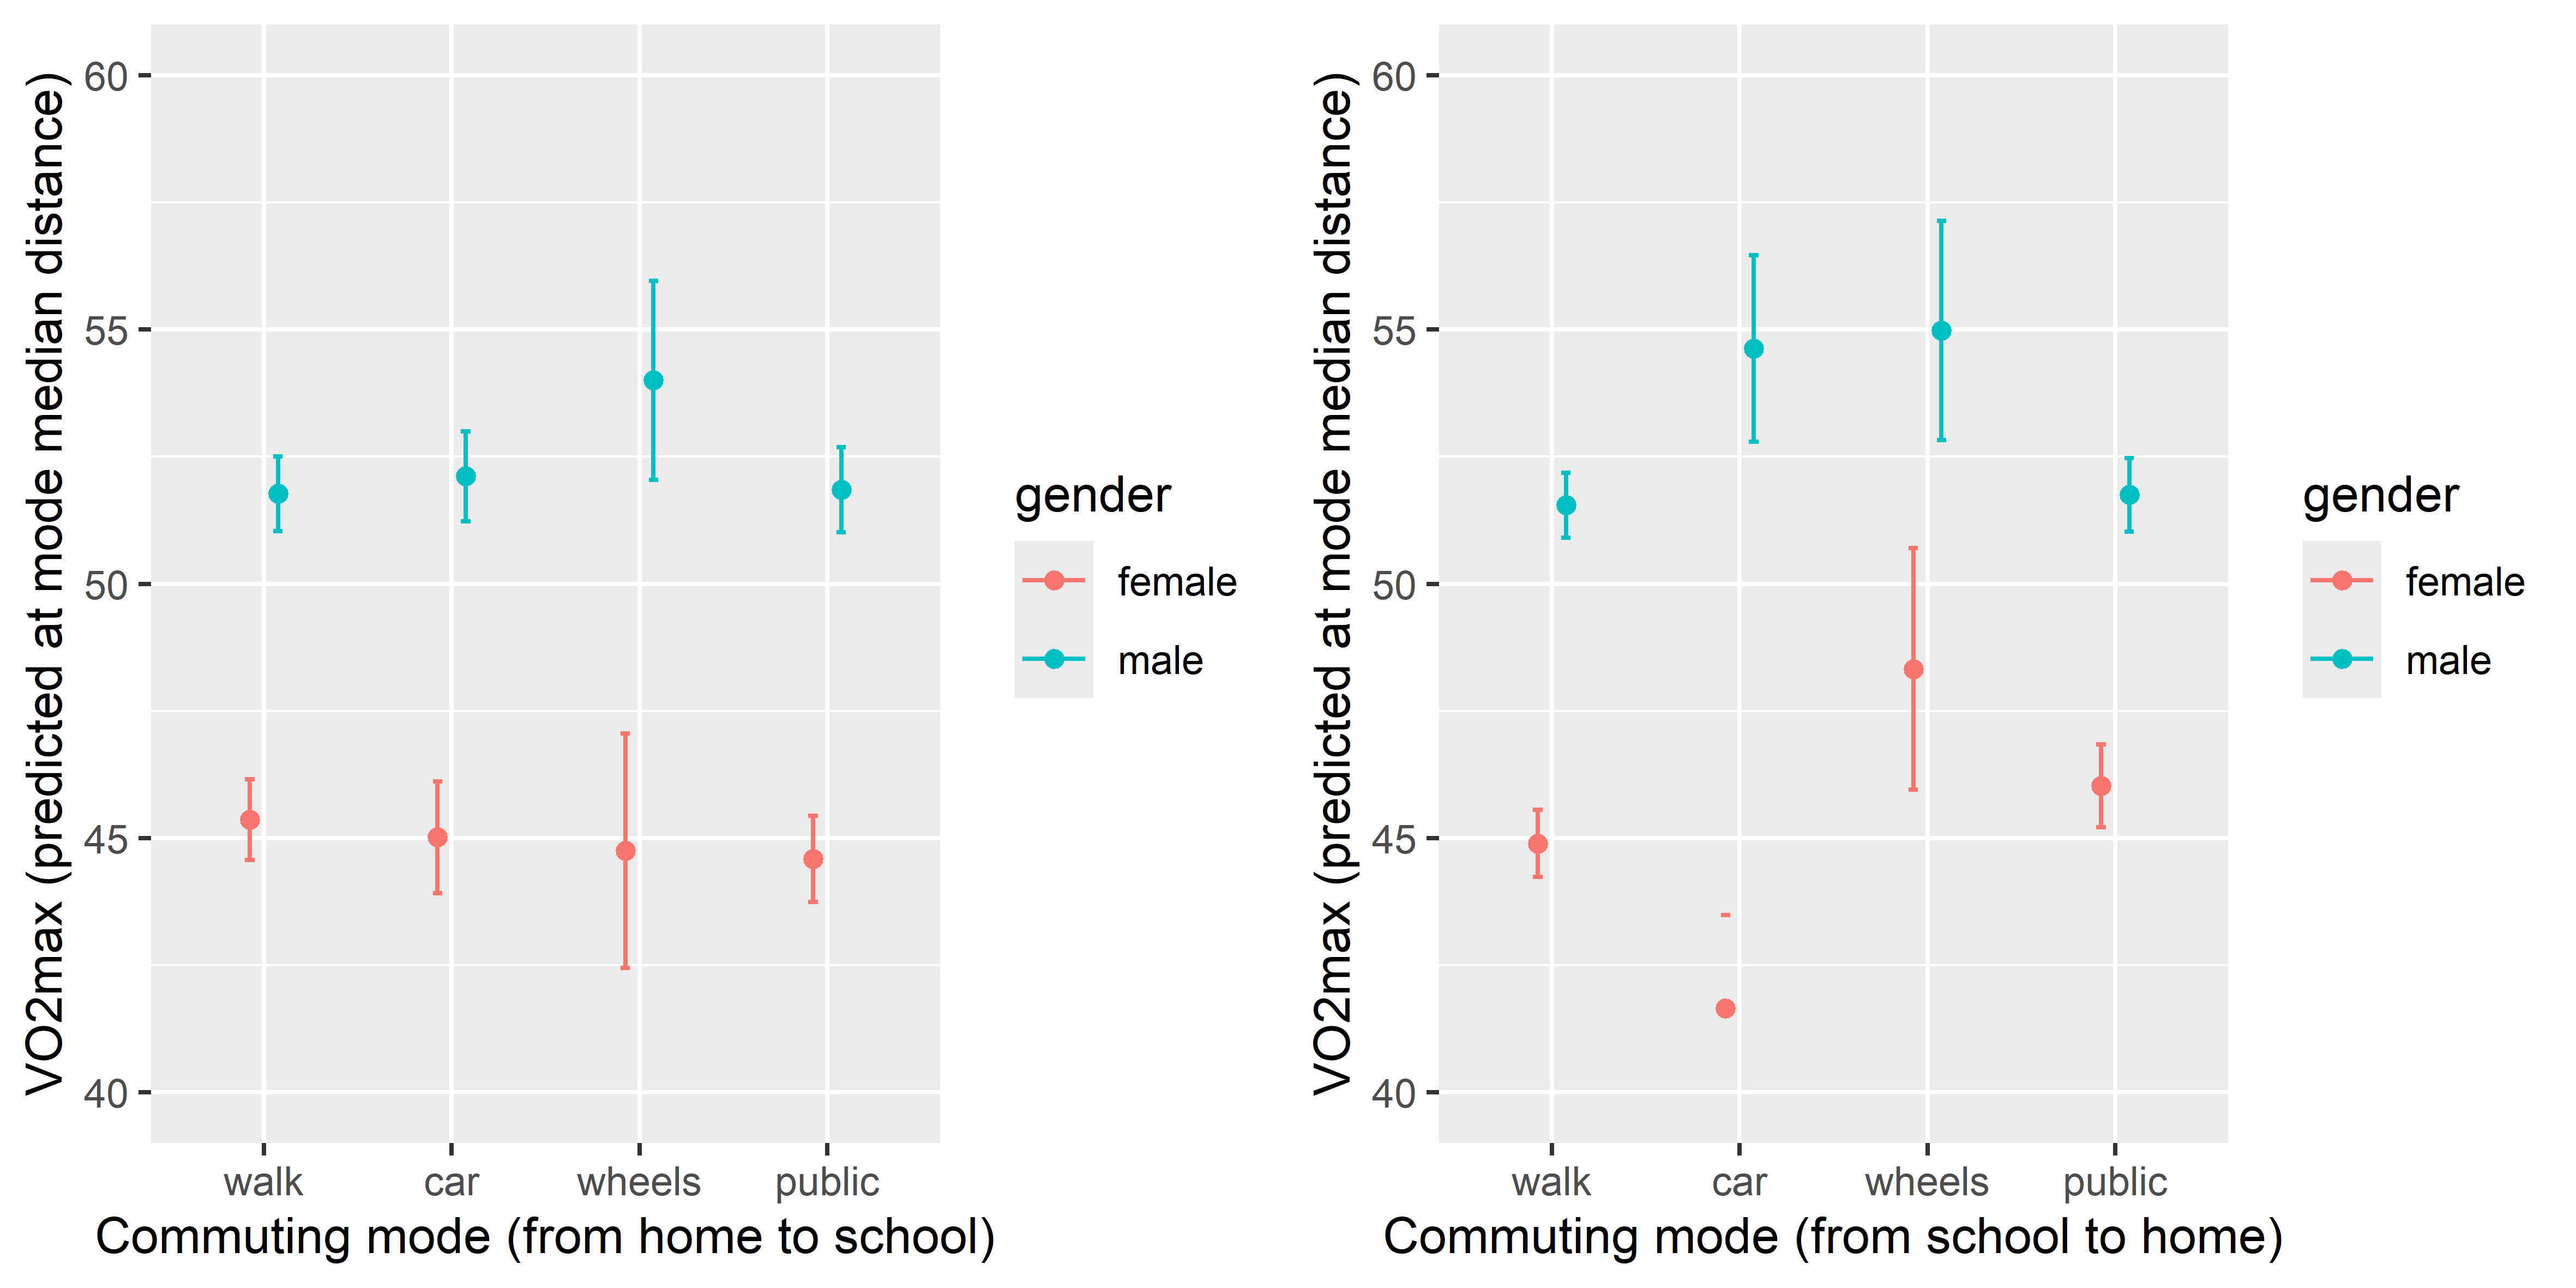 VO2max (predicted at mode median distance)
60
55
50
45
40
walk car wheels public
Commuting mode (from home to school)
gender
female
male
VO2max (predicted at mode median distance)
60
55
50
45
40
walk car wheels public
Commuting mode (from school to home)
gender
female
male